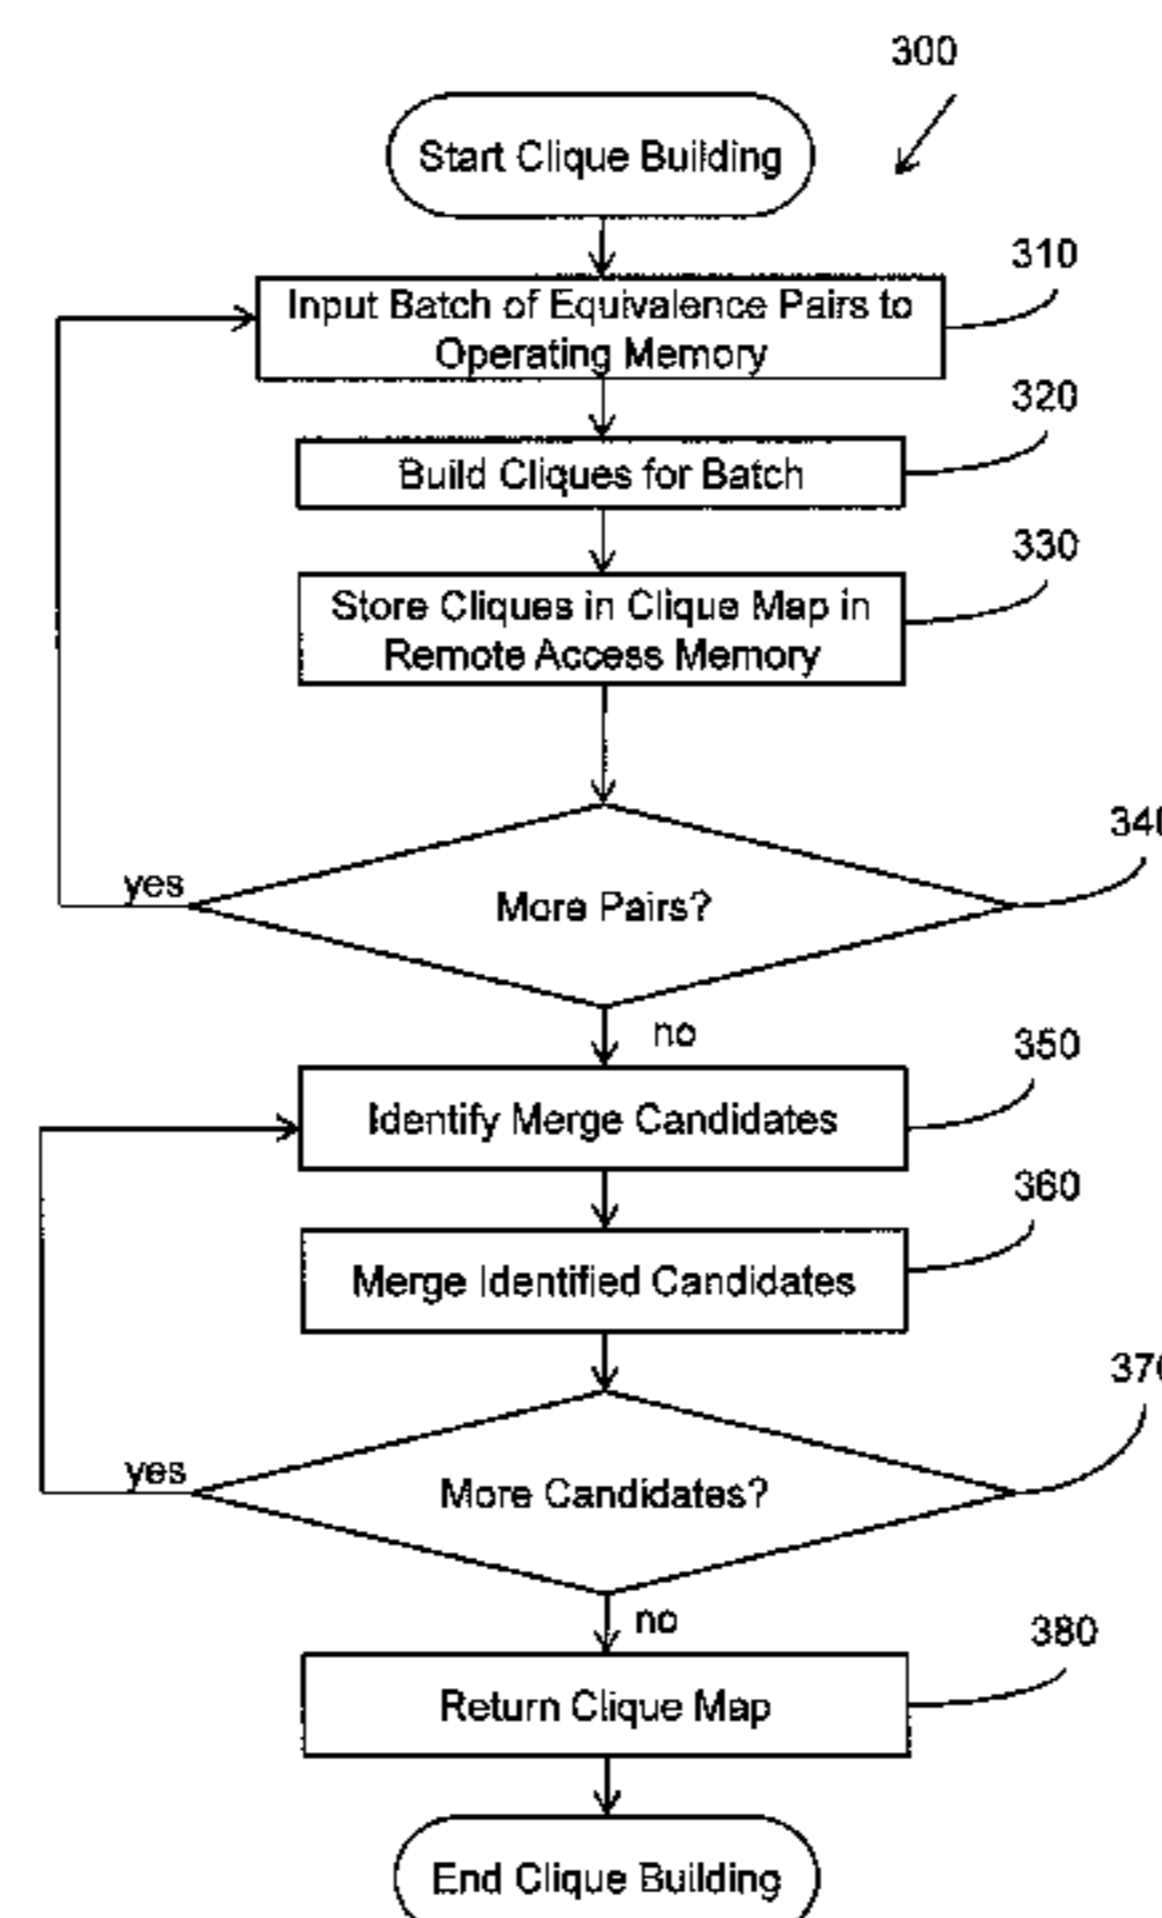 300
Start Clique Building
310
Input Batch of Equivalence Pairs to
Operating Memory
320
Build Cliques for Batch
330
Store Cliques in Clique Map in
Remote Access Memory
More Pairs?
yes
no
350
Identify Merge Candidates
360
Merge Identified Candidates
More Candidates?
yes
no
380
Return Clique Map
End Clique Building